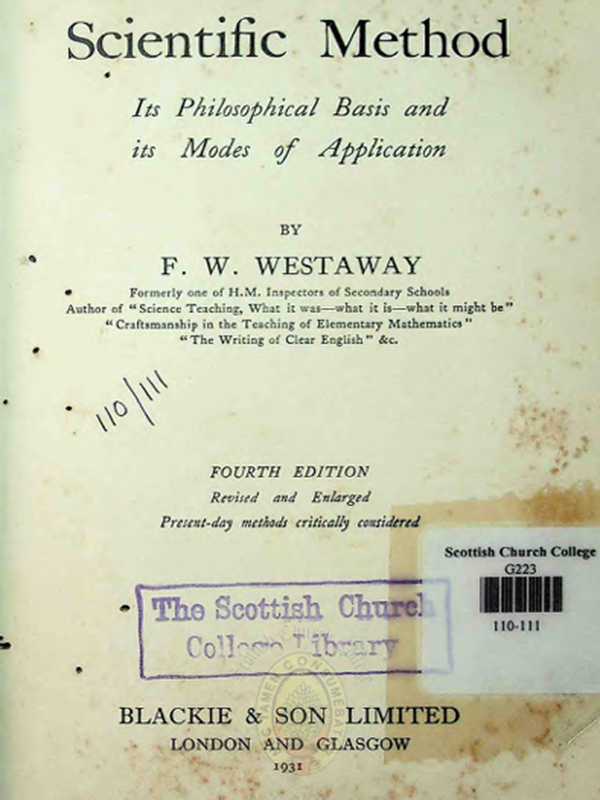 Scientific Method
Its Philosophical Basis and
its Modes of Application
BY
F. W. WESTAWAY
Formerly one of H.M. Inspectors of Secondary Schools
Author of "Science Teaching, What it was—what it is—what it might be"
"Craftsmanship in the Teaching of Elementary Mathematics"
"The Writing of Clear English" &c.
110/111
FOURTH EDITION
Revised and Enlarged
Present-day methods critically considered
Scottish Church College
G223
110-111
The Scottish Church
College Library
BLACKIE & SON LIMITED
LONDON AND GLASGOW
1931